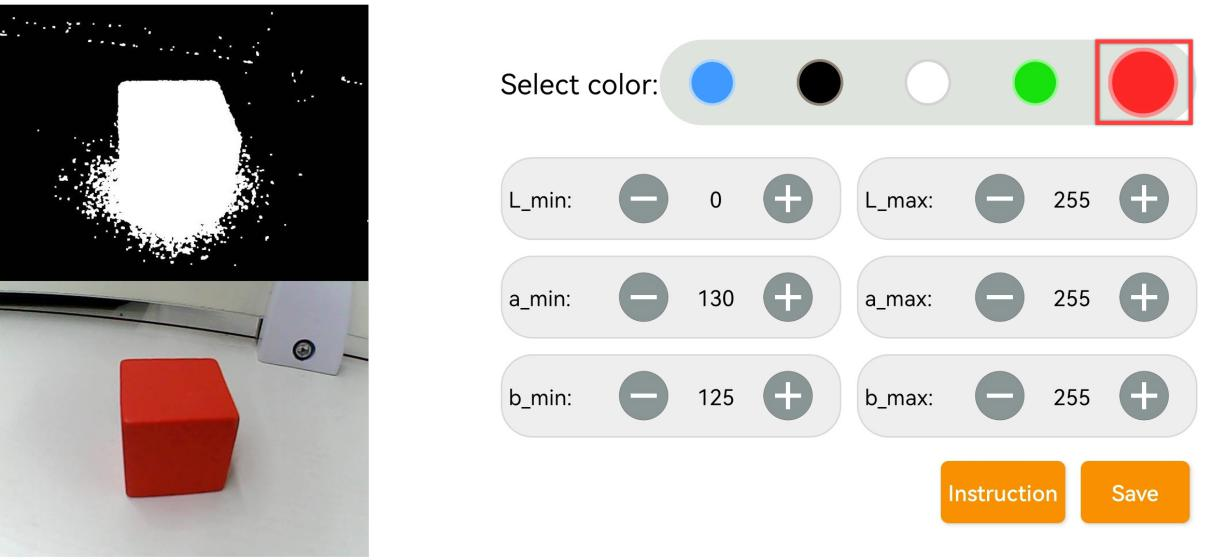 Select color:
L_min: 0 L_max: 255
a_min: 130 a_max: 255
b_min: 125 b_max: 255
Instruction Save